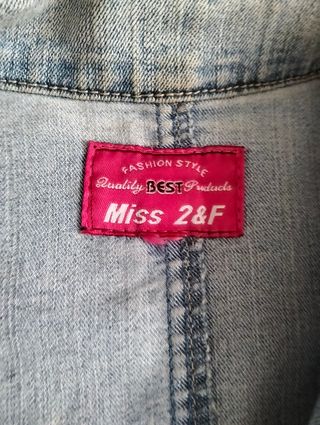 FASHION STYLE
Quality BEST Products
Miss 2&F